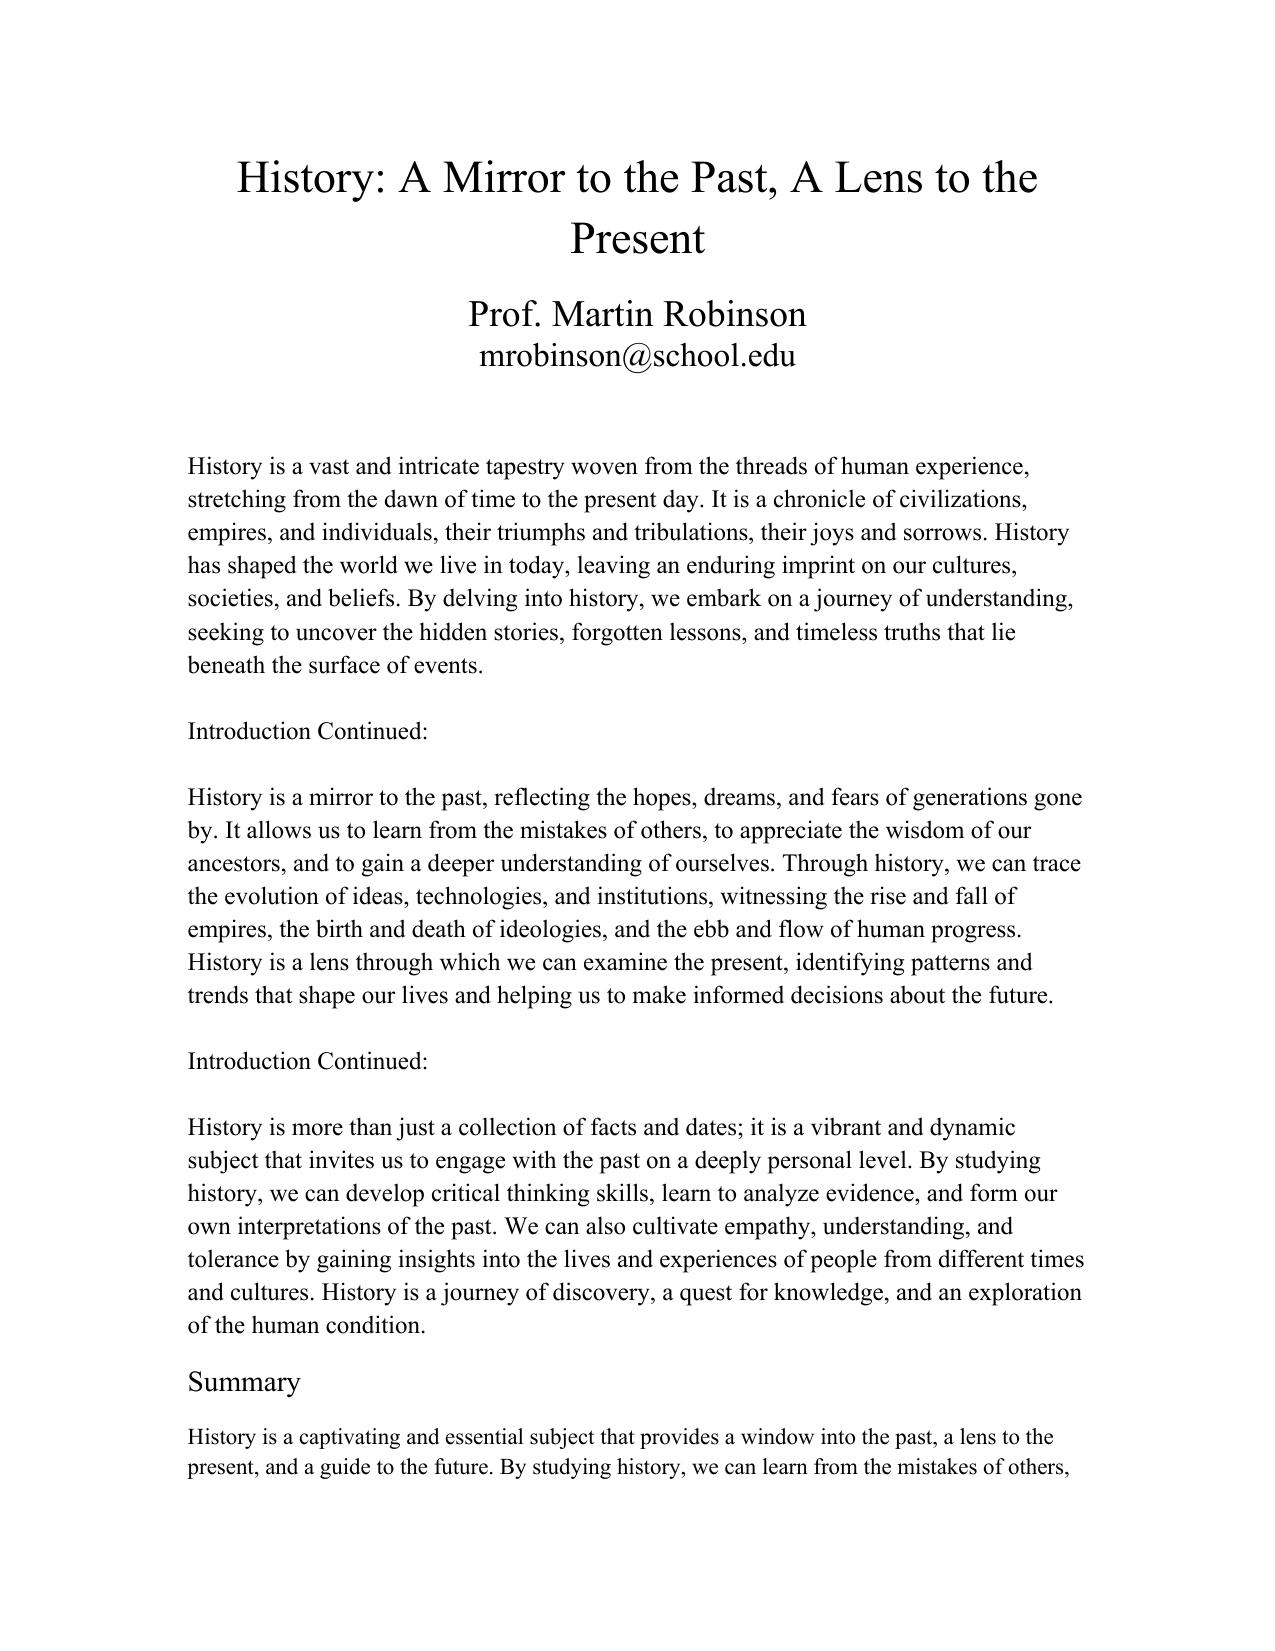 History: A Mirror to the Past, A Lens to the
Present
Prof. Martin Robinson
mrobinson@school.edu
History is a vast and intricate tapestry woven from the threads of human experience,
stretching from the dawn of time to the present day. It is a chronicle of civilizations,
empires, and individuals, their triumphs and tribulations, their joys and sorrows. History
has shaped the world we live in today, leaving an enduring imprint on our cultures,
societies, and beliefs. By delving into history, we embark on a journey of understanding,
seeking to uncover the hidden stories, forgotten lessons, and timeless truths that lie
beneath the surface of events.
Introduction Continued:
History is a mirror to the past, reflecting the hopes, dreams, and fears of generations gone
by. It allows us to learn from the mistakes of others, to appreciate the wisdom of our
ancestors, and to gain a deeper understanding of ourselves. Through history, we can trace
the evolution of ideas, technologies, and institutions, witnessing the rise and fall of
empires, the birth and death of ideologies, and the ebb and flow of human progress.
History is a lens through which we can examine the present, identifying patterns and
trends that shape our lives and helping us to make informed decisions about the future.
Introduction Continued:
History is more than just a collection of facts and dates; it is a vibrant and dynamic
subject that invites us to engage with the past on a deeply personal level. By studying
history, we can develop critical thinking skills, learn to analyze evidence, and form our
own interpretations of the past. We can also cultivate empathy, understanding, and
tolerance by gaining insights into the lives and experiences of people from different times
and cultures. History is a journey of discovery, a quest for knowledge, and an exploration
of the human condition.
Summary
History is a captivating and essential subject that provides a window into the past, a lens to the
present, and a guide to the future. By studying history, we can learn from the mistakes of others,